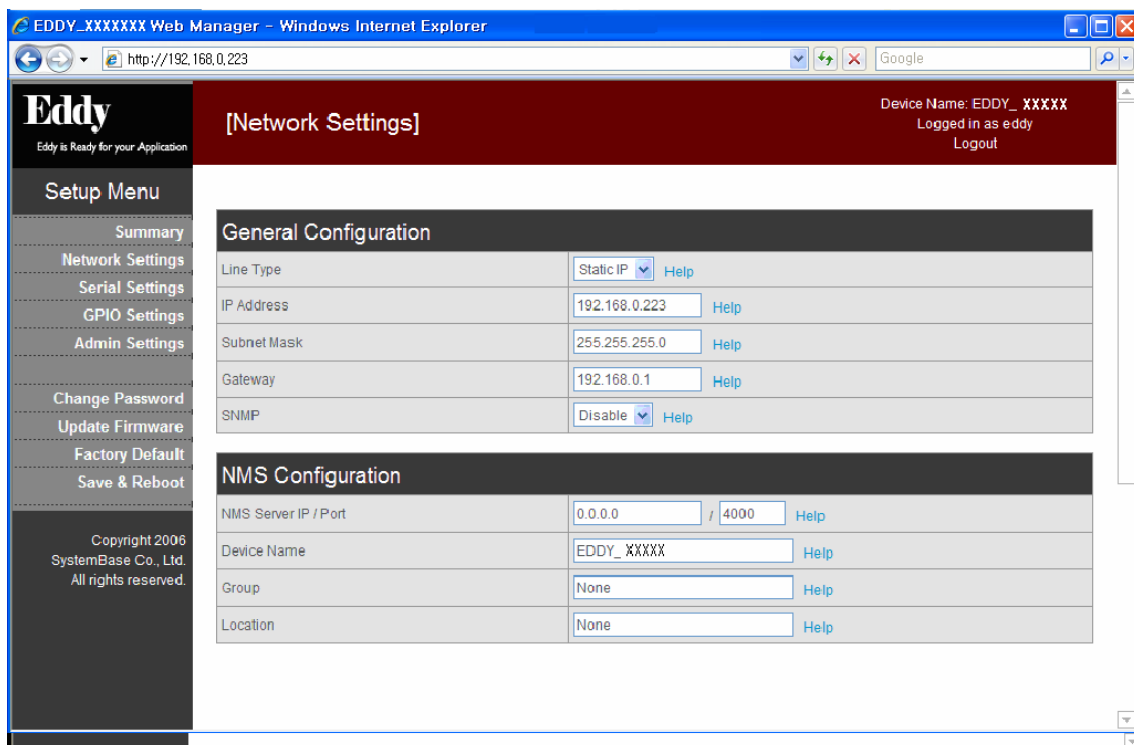 EDDY_XXXXXXX Web Manager - Windows Internet Explorer
http://192,168,0,223
Google
Eddy
Eddy is Ready for your Application
[Network Settings]
Device Name: EDDY_ XXXXX
Logged in as eddy
Logout
Setup Menu
Summary
Network Settings
Serial Settings
GPIO Settings
Admin Settings
Change Password
Update Firmware
Factory Default
Save & Reboot
Copyright 2006
SystemBase Co., Ltd.
All rights reserved.
General Configuration
Line Type Static IP Help
IP Address 192.168.0.223 Help
Subnet Mask 255.255.255.0 Help
Gateway 192.168.0.1 Help
SNMP Disable Help
NMS Configuration
NMS Server IP / Port 0.0.0.0 / 4000 Help
Device Name EDDY_ XXXXX Help
Group None Help
Location None Help